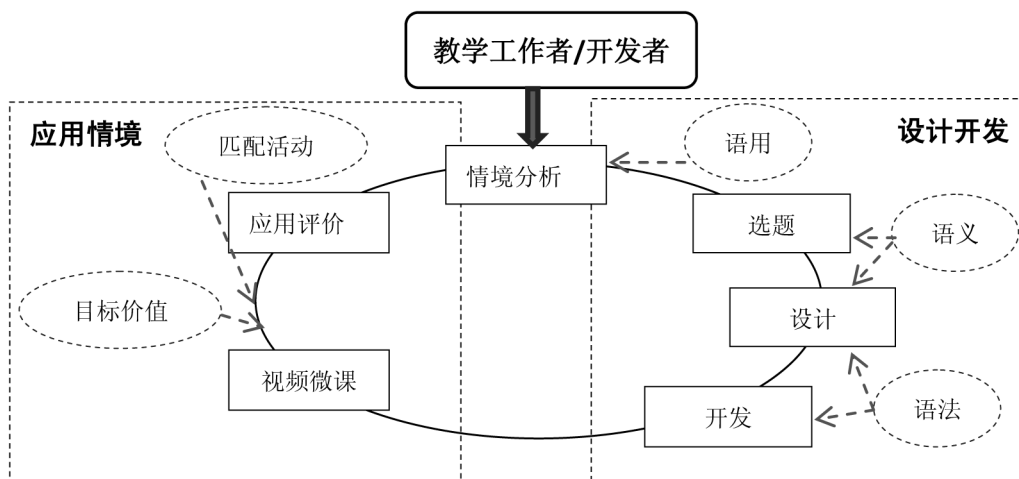 教学工作者/开发者
应用情境
设计开发
匹配活动
语用
情境分析
应用评价
选题
语义
目标价值
设计
视频微课
开发
语法